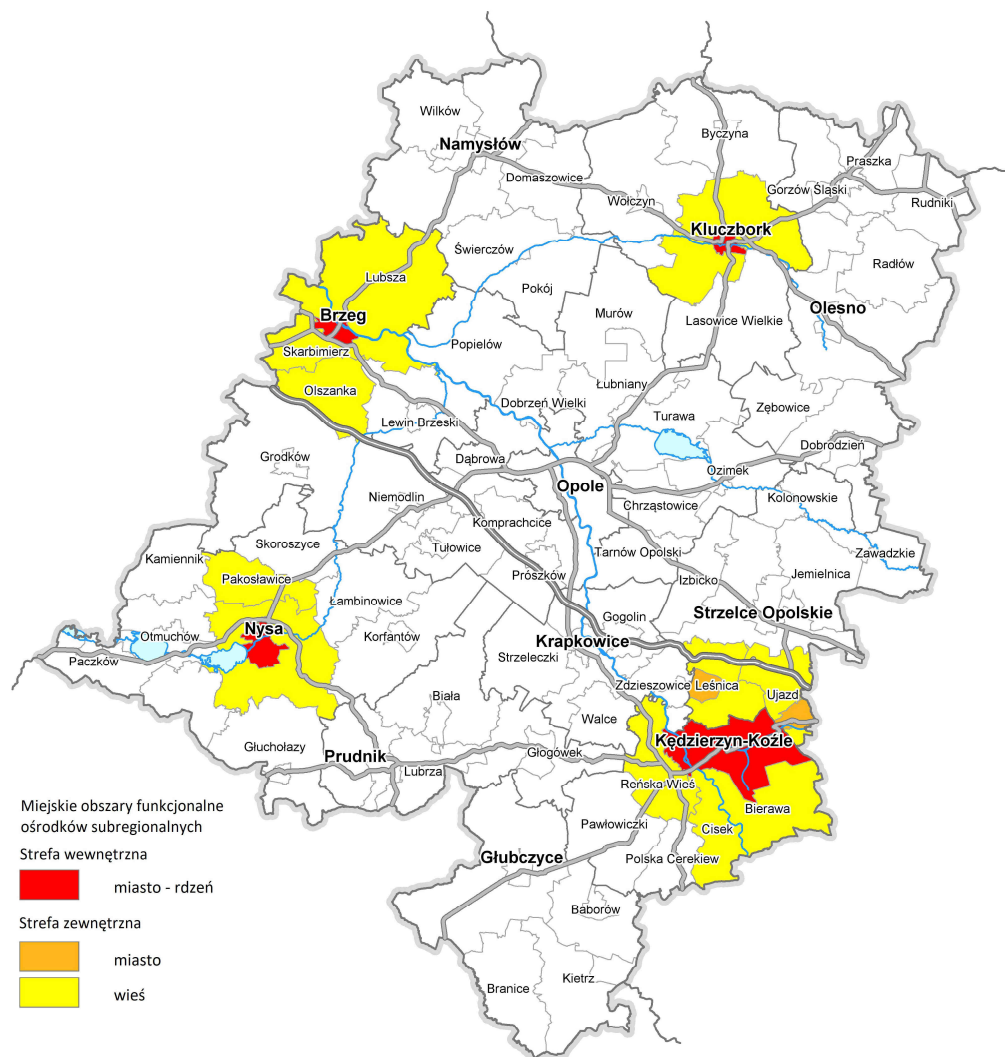 Wilków
Byczyna
Namysłów
Praszka
Domaszowice
Gorzów Śląski
Wołczyn
Rudniki
Kluczbork
Świerczów
Radłów
Lubsza
Pokój
Olesno
Murów
Brzeg
Lasowice Wielkie
Popielów
Skarbimierz
Olszanka
Łubniany
Dobrzeń Wielki
Zębowice
Turawa
Lewin Brzeski
Dobrodzień
Grodków
Dąbrowa
Ozimek
Opole
Niemodlin
Kolonowskie
Chrząstowice
Komprachcice
Skoroszyce
Tułowice
Kamiennik
Tarnów Opolski
Zawadzkie
Pakosławice
Prószków
Izbicko
Jemielnica
Łambinowice
Gogolin
Strzelce Opolskie
Nysa
Otmuchów
Korfantów
Krapkowice
Paczków
Strzeleczki
Zdzieszowice
Leśnica
Ujazd
Biała
Walce
Głuchołazy
Kędzierzyn-Koźle
Prudnik
Głogówek
Lubrza
Reńska Wieś
Bierawa
Pawłowiczki
Cisek
Głubczyce
Polska Cerekiew
Baborów
Kietrz
Branice
Miejskie obszary funkcjonalne
ośrodków subregionalnych
Strefa wewnętrzna
miasto - rdzeń
Strefa zewnętrzna
miasto
wieś